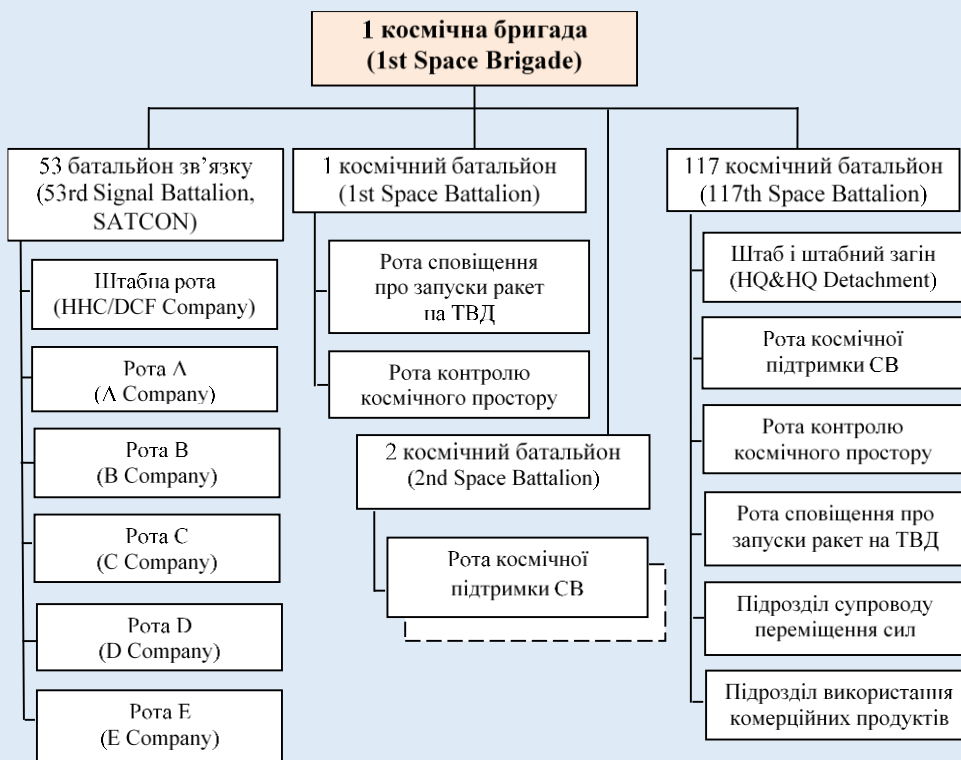 1 космічна бригада
(1st Space Brigade)
53 батальйон зв’язку
(53rd Signal Battalion,
SATCON)
Штабна рота
(HHC/DCF Company)
Рота A
(A Company)
Рота B
(B Company)
Рота C
(C Company)
Рота D
(D Company)
Рота E
(E Company)
1 космічний батальйон
(1st Space Battalion)
Рота сповіщення
про запуски ракет
на ТВД
Рота контролю
космічного простору
2 космічний батальйон
(2nd Space Battalion)
Рота космічної
підтримки СВ
117 космічний батальйон
(117th Space Battalion)
Штаб і штабний загін
(HQ&HQ Detachment)
Рота космічної
підтримки СВ
Рота контролю
космічного простору
Рота сповіщення про
запуски ракет на ТВД
Підрозділ супроводу
переміщення сил
Підрозділ використання
комерційних продуктів